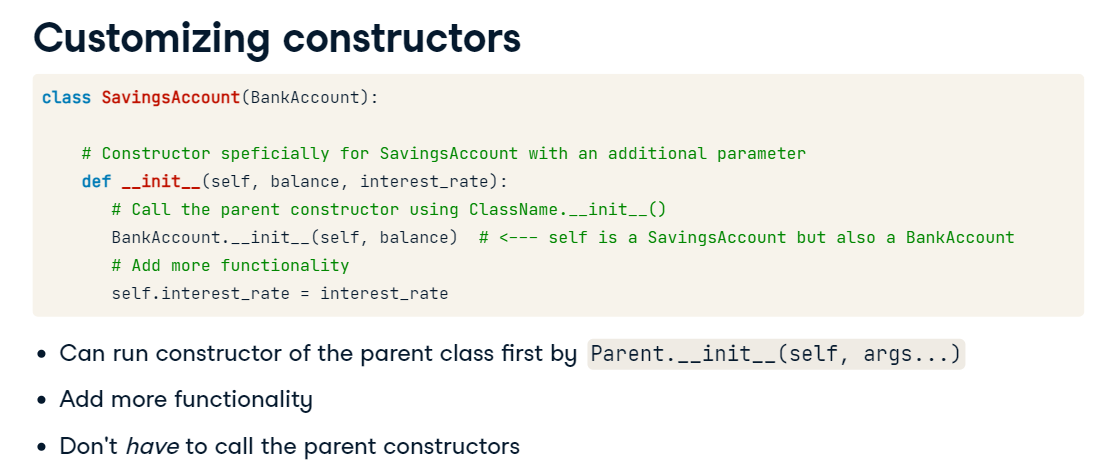 Customizing constructors
class SavingsAccount(BankAccount):
# Constructor speficially for SavingsAccount with an additional parameter
def __init__(self, balance, interest_rate):
# Call the parent constructor using ClassName.__init__()
BankAccount.__init__(self, balance)  # <--- self is a SavingsAccount but also a BankAccount
# Add more functionality
self.interest_rate = interest_rate
• Can run constructor of the parent class first by Parent.__init__(self, args...)
• Add more functionality
• Don't have to call the parent constructors